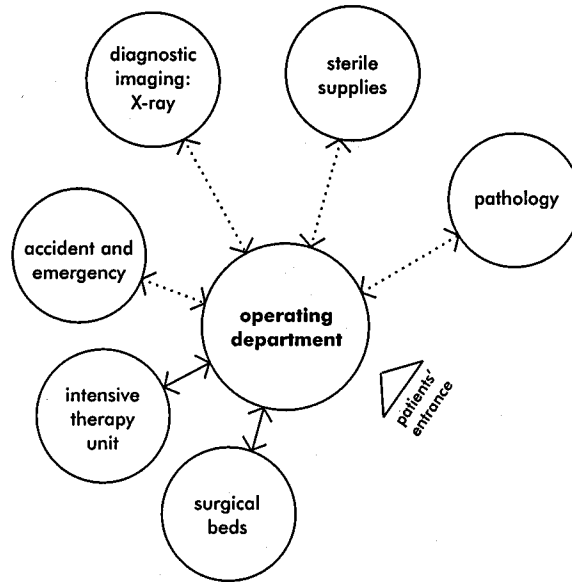 diagnostic
imaging:
X-ray
sterile
supplies
pathology
accident and
emergency
operating
department
intensive
therapy
unit
patients'
entrance
surgical
beds